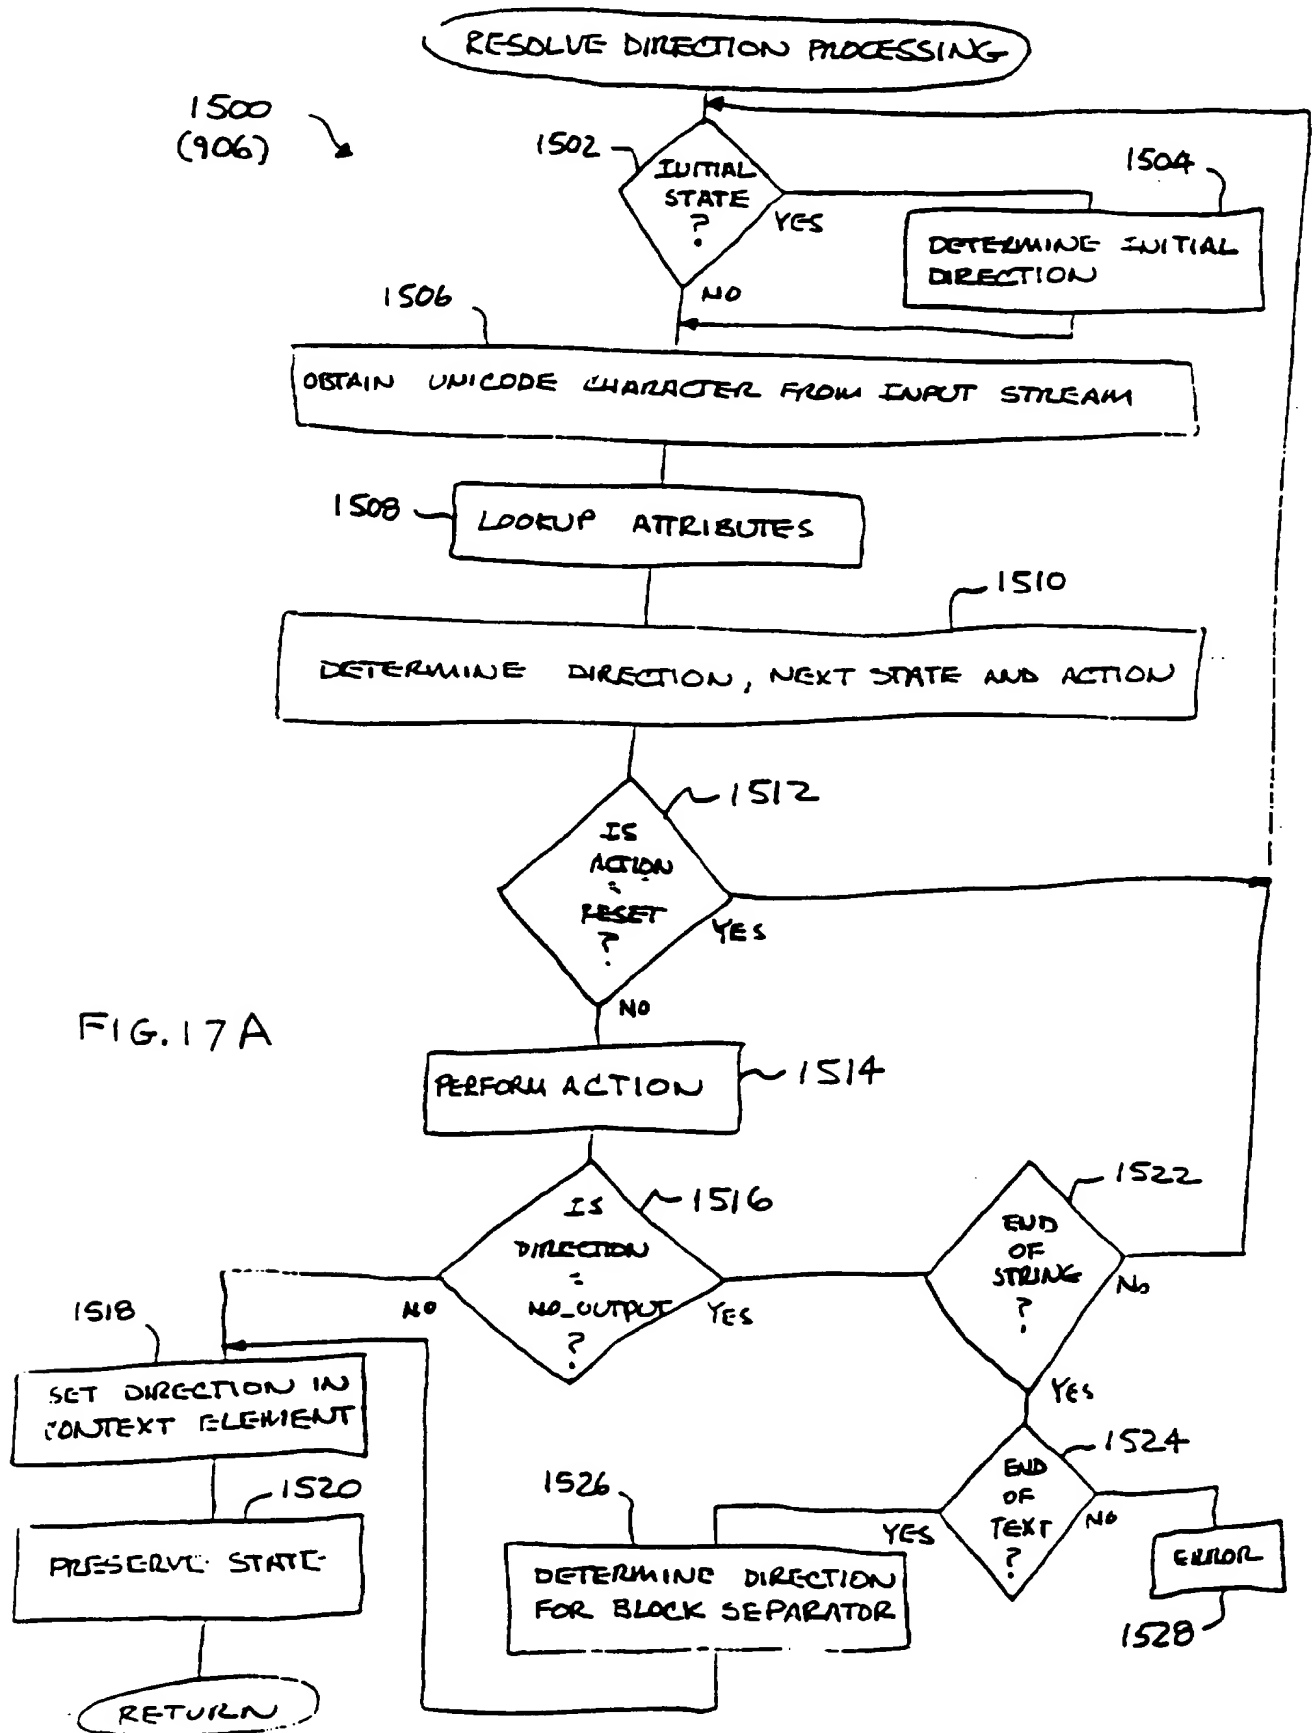 RESOLVE DIRECTION PROCESSING
1500
(906)
1502
INITIAL
STATE
?
YES
NO
1504
DETERMINE INITIAL
DIRECTION
1506
OBTAIN UNICODE CHARACTER FROM INPUT STREAM
1508
LOOKUP ATTRIBUTES
1510
DETERMINE DIRECTION, NEXT STATE AND ACTION
1512
IS
ACTION
=
RESET
?
YES
NO
FIG. 17A
PERFORM ACTION
1514
1516
IS
DIRECTION
=
NO_OUTPUT
?
NO
YES
1522
END
OF
STRING
?
NO
YES
1518
SET DIRECTION IN
CONTEXT ELEMENT
1520
PRESERVE STATE
RETURN
1524
END
OF
TEXT
?
YES
NO
1526
DETERMINE DIRECTION
FOR BLOCK SEPARATOR
ERROR
1528